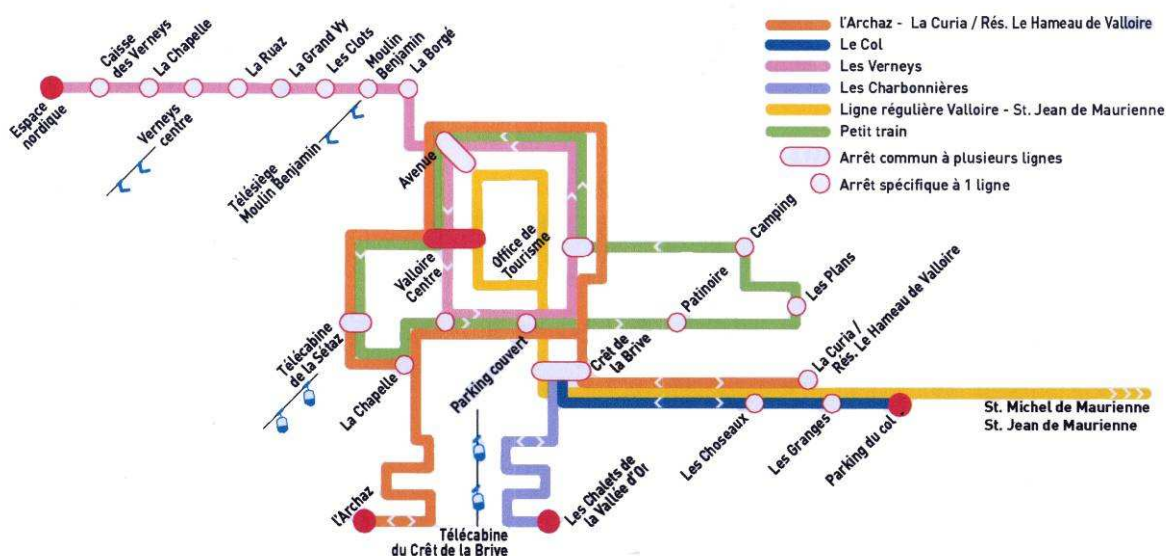 Espace
nordique
Caisse
des Verneys
La Chapelle
Verneys
centre
La Ruaz
La Grand Vy
Les Clots
Moulin
Benjamin
La Borgé
Télésiège
Moulin Benjamin
Avenue
Valloire
Centre
Office de
Tourisme
Camping
Les Plans
Patinoire
Crêt de
la Brive
Parking couvert
Télécabine
de la Sétaz
La Chapelle
La Curia /
Rés. Le Hameau de Valloire
Les Choseaux
Les Granges
Parking du col
St. Michel de Maurienne
St. Jean de Maurienne
l'Archaz
Télécabine
du Crêt de la Brive
Les Chalets de
la Vallée d'Or
l'Archaz - La Curia / Rés. Le Hameau de Valloire
Le Col
Les Verneys
Les Charbonnières
Ligne régulière Valloire - St. Jean de Maurienne
Petit train
Arrêt commun à plusieurs lignes
Arrêt spécifique à 1 ligne